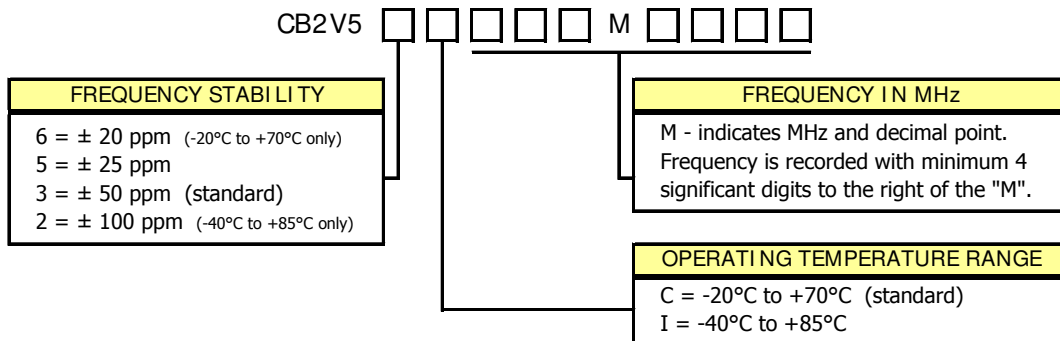 CB2V5 M
FREQUENCY STABILITY
6 = ± 20 ppm (-20°C to +70°C only)
5 = ± 25 ppm
3 = ± 50 ppm (standard)
2 = ± 100 ppm (-40°C to +85°C only)
FREQUENCY IN MHz
M - indicates MHz and decimal point.
Frequency is recorded with minimum 4
significant digits to the right of the "M".
OPERATING TEMPERATURE RANGE
C = -20°C to +70°C (standard)
I = -40°C to +85°C